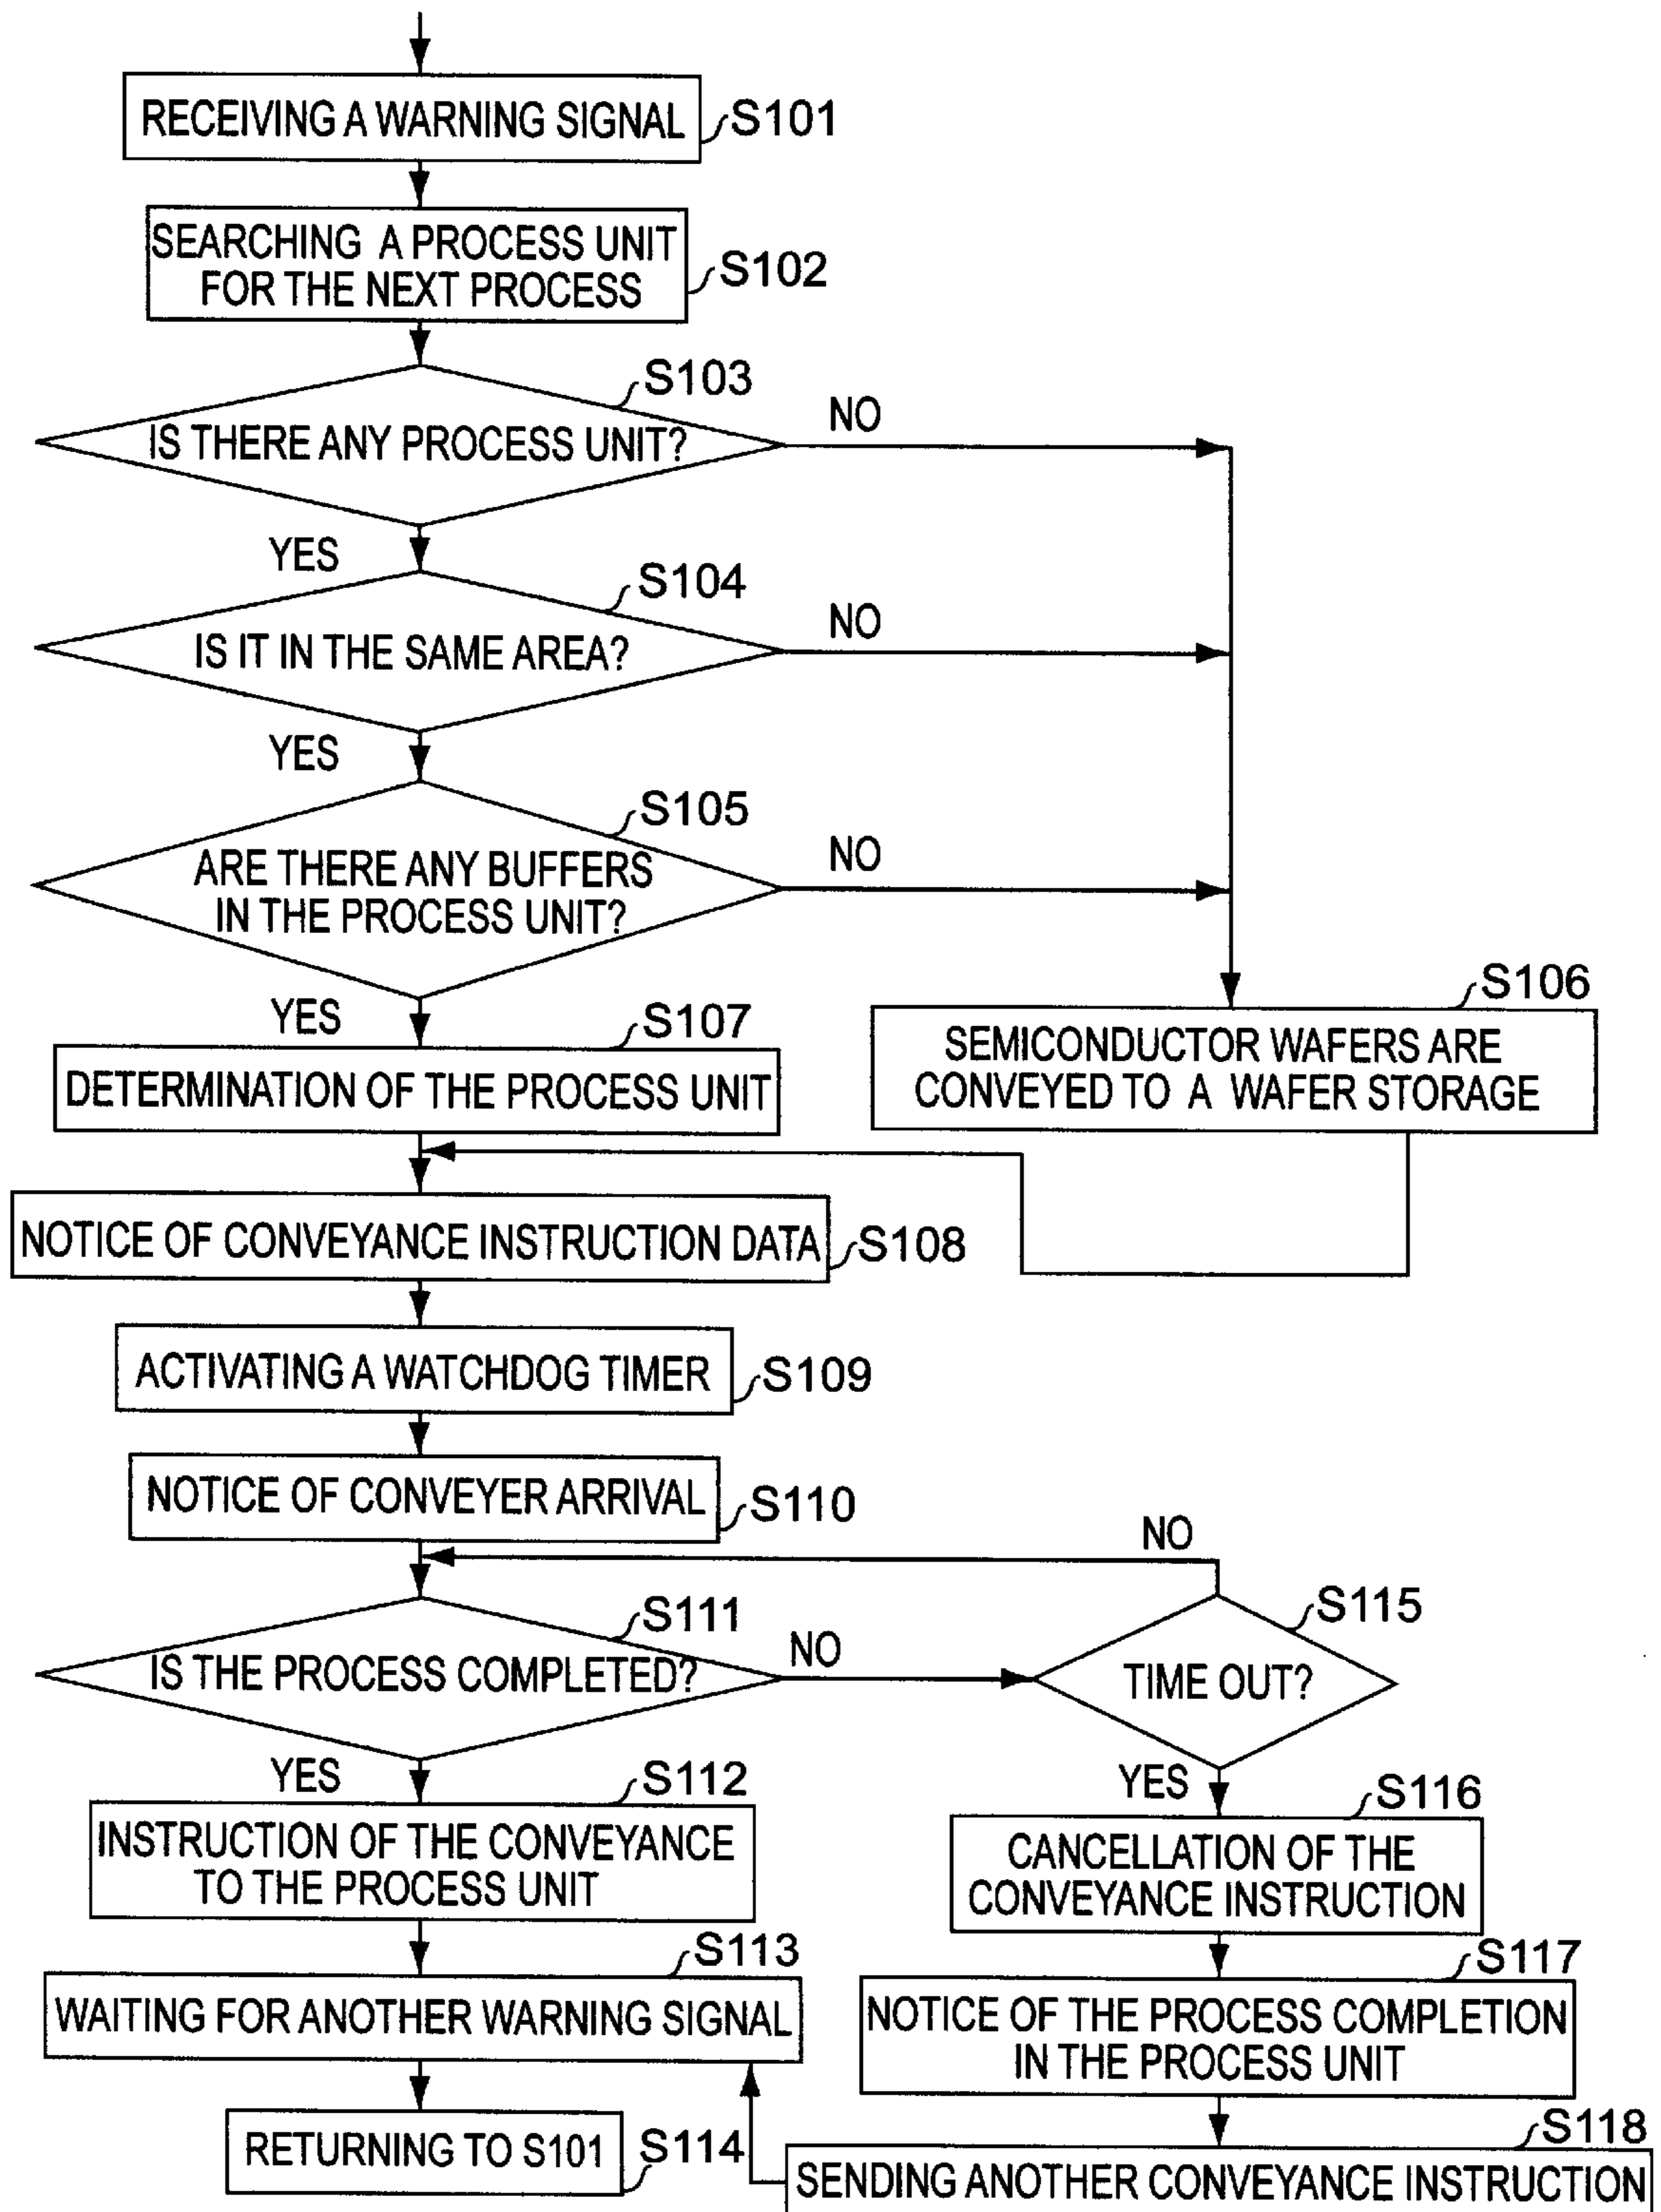 RECEIVING A WARNING SIGNAL
S101
SEARCHING A PROCESS UNIT
FOR THE NEXT PROCESS
S102
S103
IS THERE ANY PROCESS UNIT?
NO
YES
S104
IS IT IN THE SAME AREA?
NO
YES
S105
ARE THERE ANY BUFFERS
IN THE PROCESS UNIT?
NO
YES
S106
SEMICONDUCTOR WAFERS ARE
CONVEYED TO A WAFER STORAGE
S107
DETERMINATION OF THE PROCESS UNIT
NOTICE OF CONVEYANCE INSTRUCTION DATA
S108
ACTIVATING A WATCHDOG TIMER
S109
NOTICE OF CONVEYER ARRIVAL
S110
NO
S111
IS THE PROCESS COMPLETED?
NO
S115
TIME OUT?
YES
YES
S112
INSTRUCTION OF THE CONVEYANCE
TO THE PROCESS UNIT
S116
CANCELLATION OF THE
CONVEYANCE INSTRUCTION
S113
WAITING FOR ANOTHER WARNING SIGNAL
S117
NOTICE OF THE PROCESS COMPLETION
IN THE PROCESS UNIT
RETURNING TO S101
S114
S118
SENDING ANOTHER CONVEYANCE INSTRUCTION